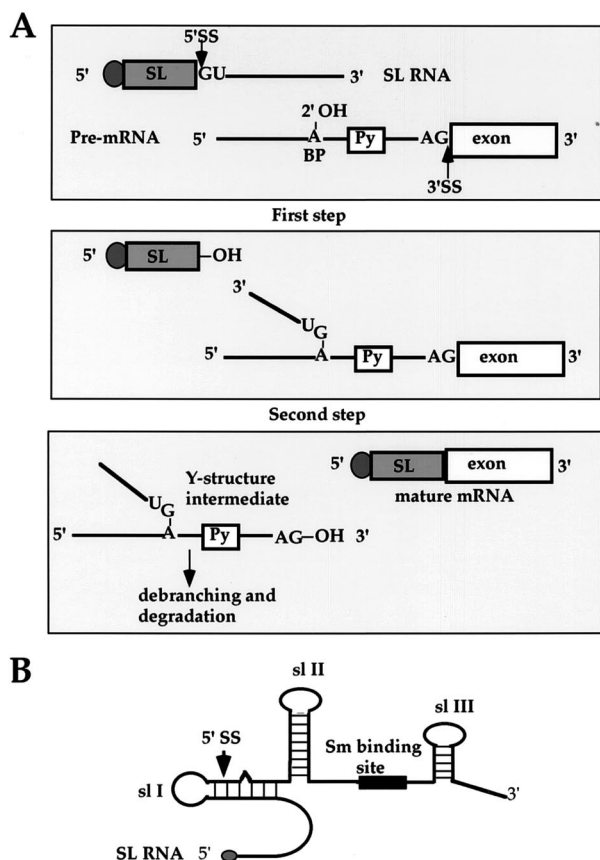 A
5'SS
5' SL GU 3' SL RNA
2' OH
Pre-mRNA 5' A Py AG exon 3'
BP
3'SS
First step
5' SL -OH
3'
U
G
5' A Py AG exon 3'
Second step
5' SL exon 3'
mature mRNA
Y-structure
intermediate
U
G
5' A Py AG-OH 3'
debranching and
degradation
B
sl II
sl III
5' SS
Sm binding
site
sl I
3'
SL RNA 5'